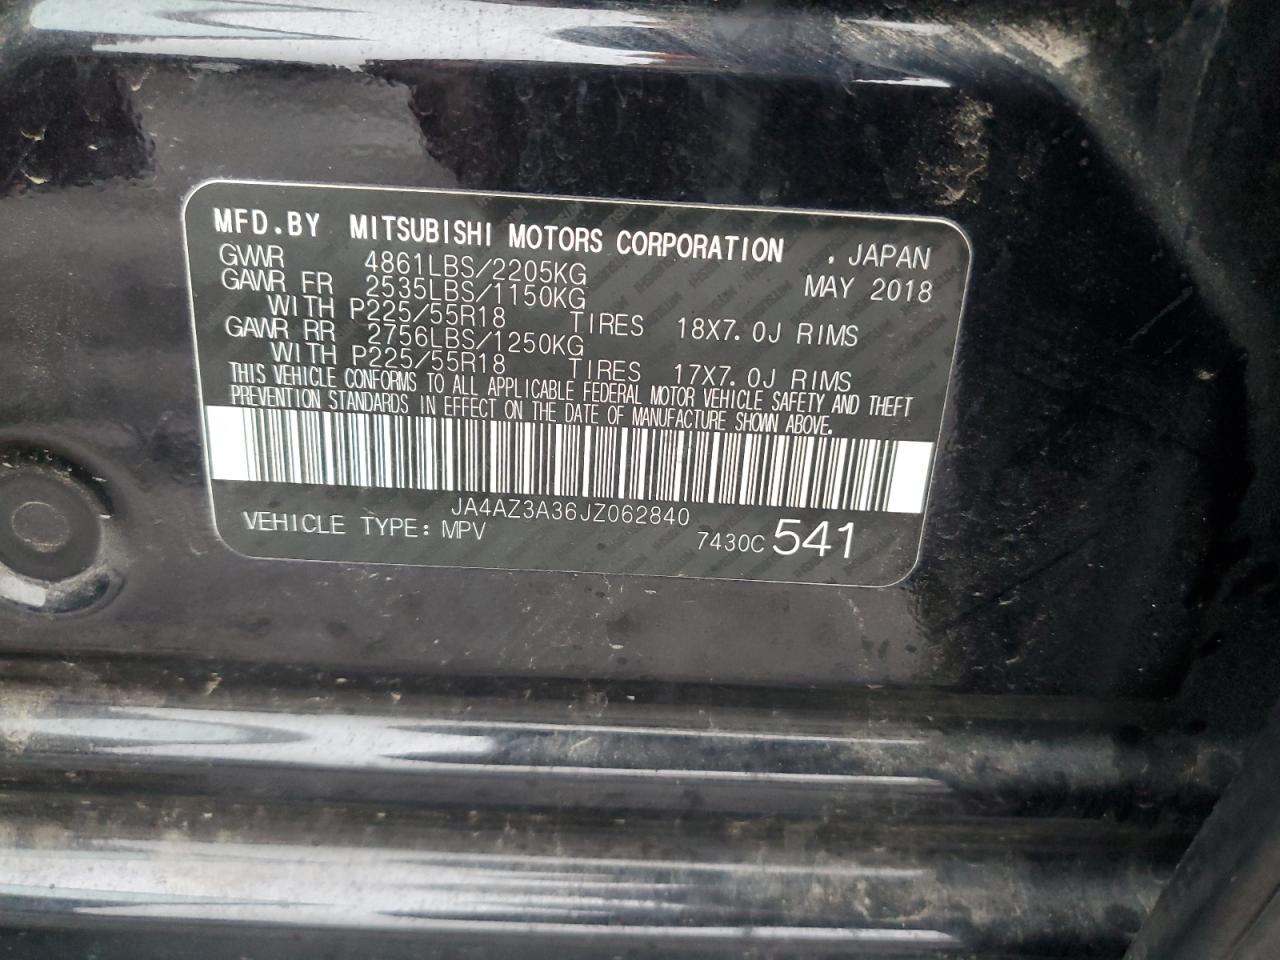 MFD.BY MITSUBISHI MOTORS CORPORATION , JAPAN
GVWR 4861LBS/2205KG MAY 2018
GAWR FR 2535LBS/1150KG
WITH P225/55R18 TIRES 18X7.0J RIMS
GAWR RR 2756LBS/1250KG
WITH P225/55R18 TIRES 17X7.0J RIMS
THIS VEHICLE CONFORMS TO ALL APPLICABLE FEDERAL MOTOR VEHICLE SAFETY AND THEFT
PREVENTION STANDARDS IN EFFECT ON THE DATE OF MANUFACTURE SHOWN ABOVE.
JA4AZ3A36JZ062840
VEHICLE TYPE: MPV 7430C 541